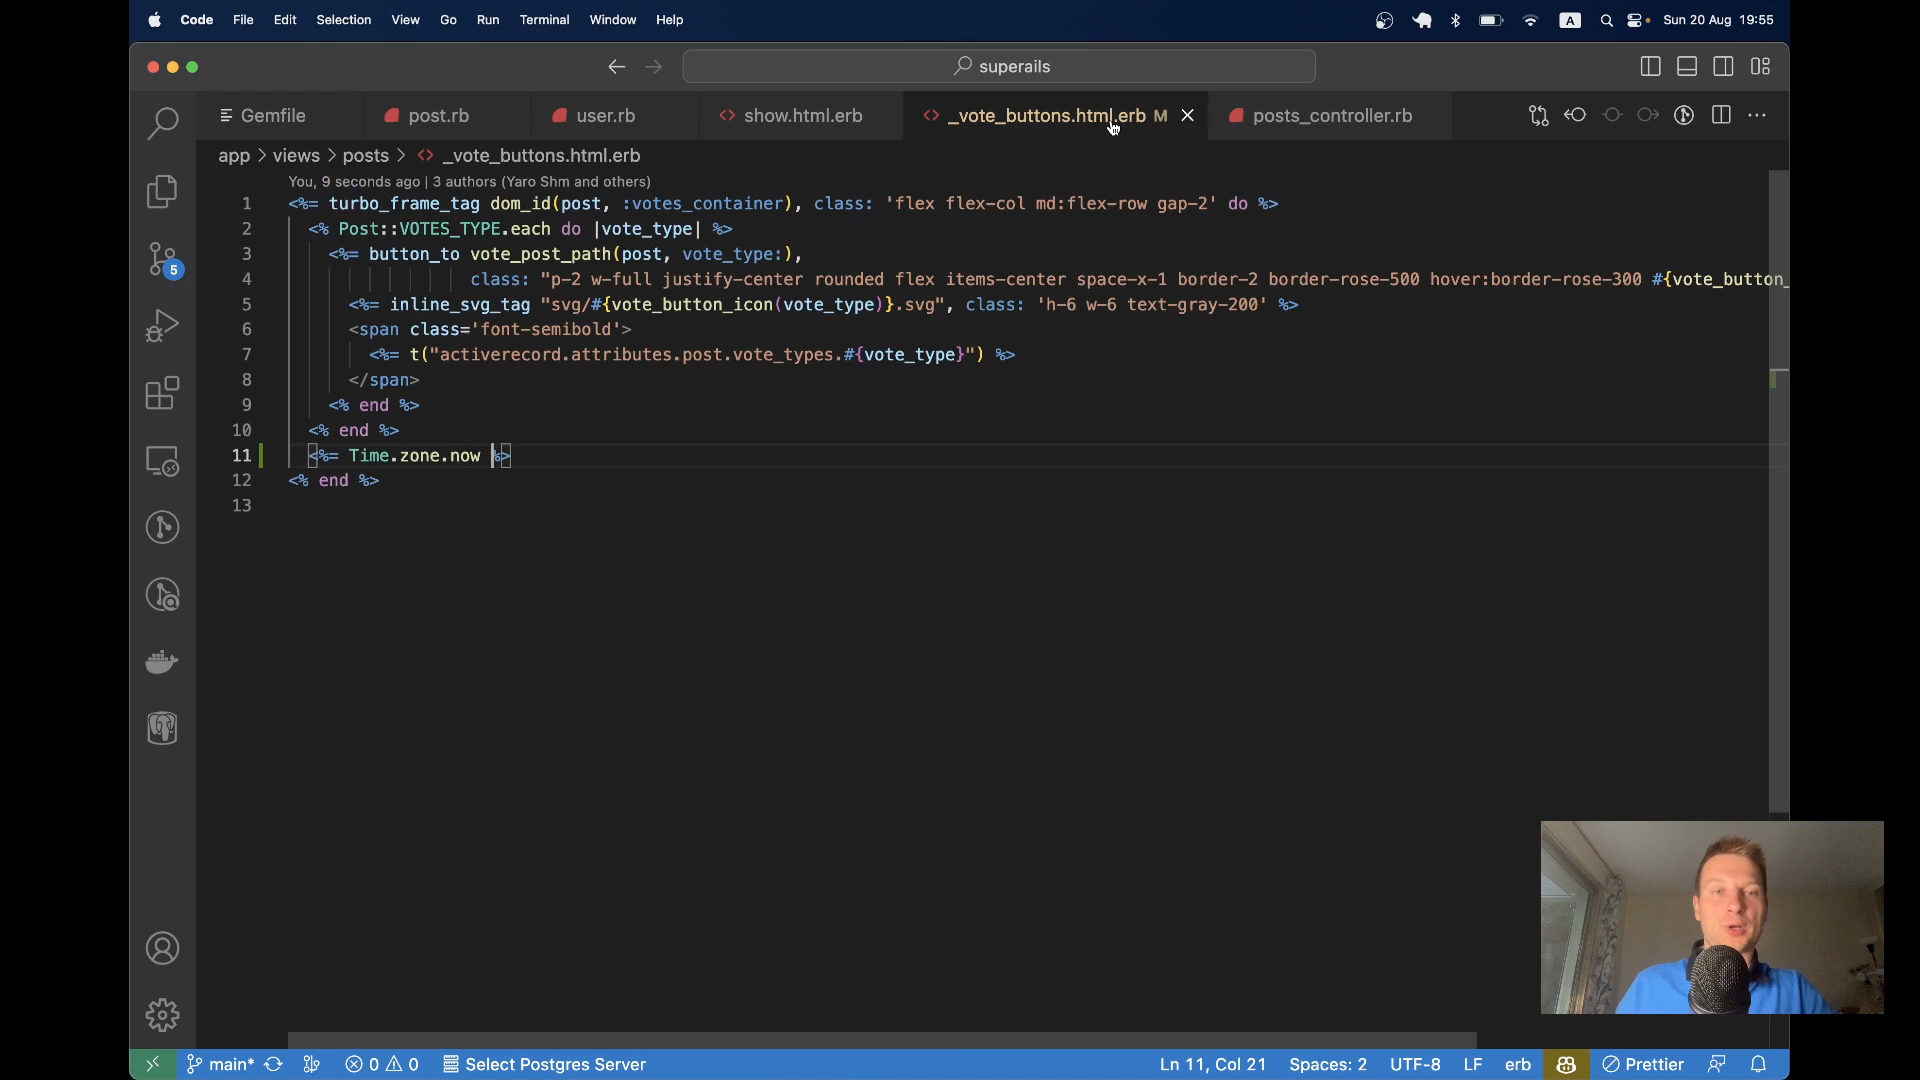 Code File Edit Selection View Go Run Terminal Window Help A Sun 20 Aug 19:55
superails
Gemfile post.rb user.rb <> show.html.erb <> _vote_buttons.html.erb M posts_controller.rb
app > views > posts > <> _vote_buttons.html.erb
You, 9 seconds ago | 3 authors (Yaro Shm and others)
1 <%= turbo_frame_tag dom_id(post, :votes_container), class: 'flex flex-col md:flex-row gap-2' do %>
2 <% Post::VOTES_TYPE.each do |vote_type| %>
3 <%= button_to vote_post_path(post, vote_type:),
4 class: "p-2 w-full justify-center rounded flex items-center space-x-1 border-2 border-rose-500 hover:border-rose-300 #{vote_button_
5 <%= inline_svg_tag "svg/#{vote_button_icon(vote_type)}.svg", class: 'h-6 w-6 text-gray-200' %>
6 <span class='font-semibold'>
7 <%= t("activerecord.attributes.post.vote_types.#{vote_type}") %>
8 </span>
9 <% end %>
10 <% end %>
11 <%= Time.zone.now %>
12 <% end %>
13
5
main* 0 0 Select Postgres Server Ln 11, Col 21 Spaces: 2 UTF-8 LF erb Prettier